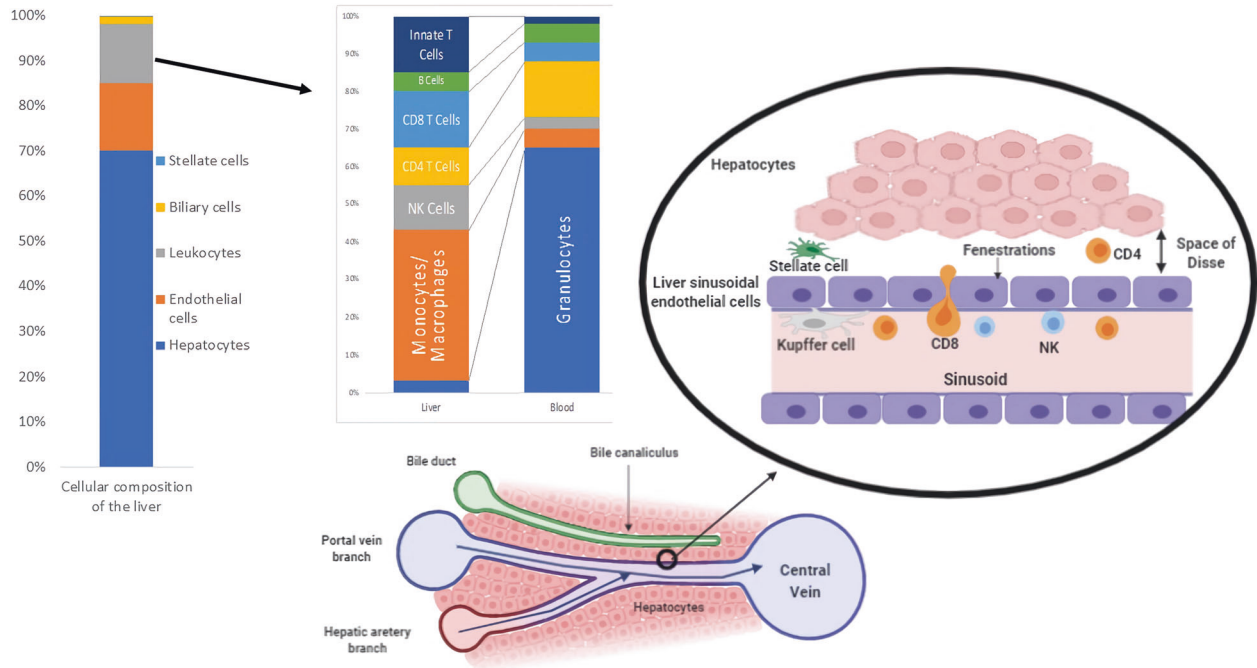 100%
90%
80%
70%
60%
50%
40%
30%
20%
10%
0%
Stellate cells
Biliary cells
Leukocytes
Endothelial
cells
Hepatocytes
Cellular composition
of the liver
100%
90%
80%
70%
60%
50%
40%
30%
20%
10%
0%
Innate T
Cells
B Cells
CD8 T Cells
CD4 T Cells
NK Cells
Monocytes/
Macrophages
Granulocytes
Liver
Blood
Hepatocytes
Fenestrations
CD4
Space of
Disse
Stellate cell
Liver sinusoidal
endothelial cells
Kupffer cell
CD8
NK
Sinusoid
Bile duct
Bile canaliculus
Portal vein
branch
Central
Vein
Hepatocytes
Hepatic aretery
branch